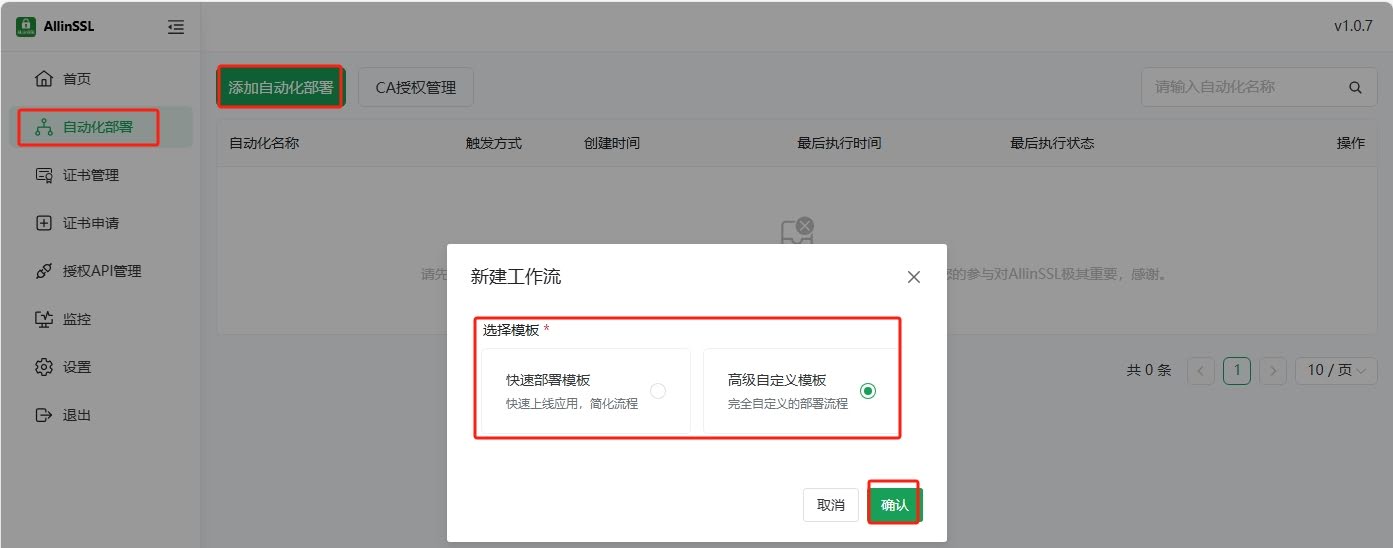 AllinSSL
v1.0.7
首页
自动化部署
证书管理
证书申请
授权API管理
监控
设置
退出
添加自动化部署
CA授权管理
请输入自动化名称
自动化名称 触发方式 创建时间 最后执行时间 最后执行状态 操作
请先
您的参与对AllinSSL极其重要，感谢。
共 0 条
1
10 / 页
新建工作流
选择模板 *
快速部署模板
快速上线应用，简化流程
高级自定义模板
完全自定义的部署流程
取消
确认